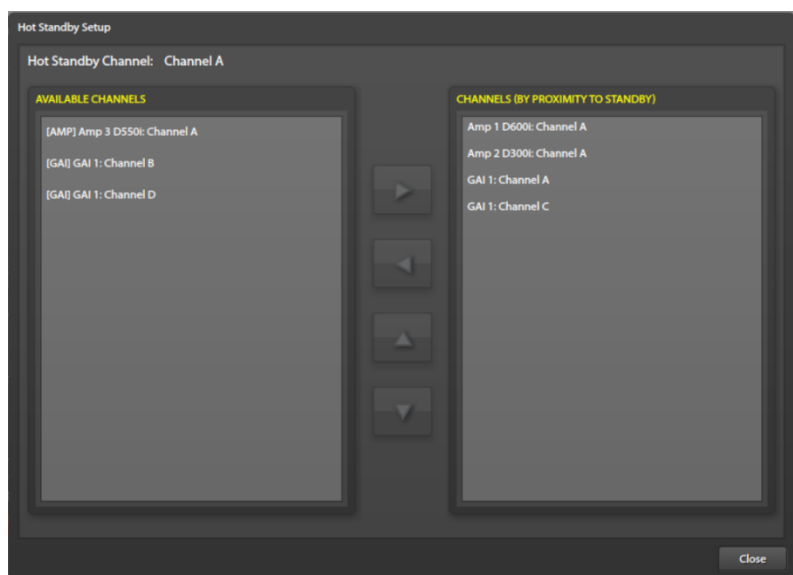 Hot Standby Setup
Hot Standby Channel: Channel A
AVAILABLE CHANNELS
[AMP] Amp 3 D550i: Channel A
[GAI] GAI 1: Channel B
[GAI] GAI 1: Channel D
CHANNELS (BY PROXIMITY TO STANDBY)
Amp 1 D600i: Channel A
Amp 2 D300i: Channel A
GAI 1: Channel A
GAI 1: Channel C
Close